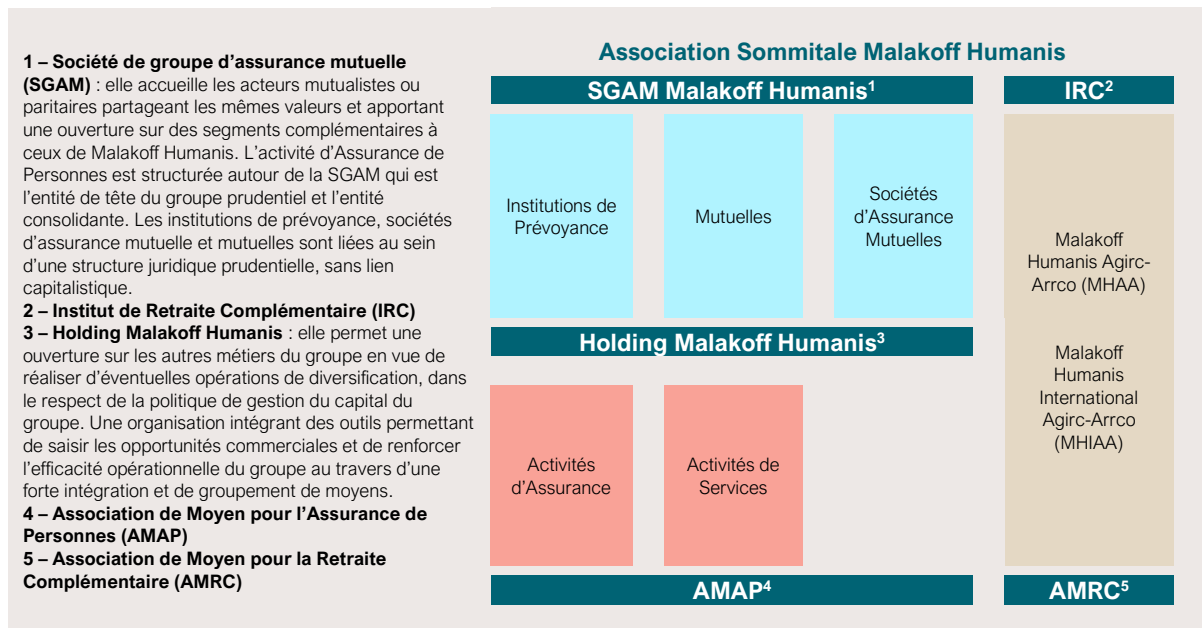 1 – Société de groupe d’assurance mutuelle
(SGAM) : elle accueille les acteurs mutualistes ou
paritaires partageant les mêmes valeurs et apportant
une ouverture sur des segments complémentaires à
ceux de Malakoff Humanis. L’activité d’Assurance de
Personnes est structurée autour de la SGAM qui est
l’entité de tête du groupe prudentiel et l’entité
consolidante. Les institutions de prévoyance, sociétés
d’assurance mutuelle et mutuelles sont liées au sein
d’une structure juridique prudentielle, sans lien
capitalistique.
2 – Institut de Retraite Complémentaire (IRC)
3 – Holding Malakoff Humanis : elle permet une
ouverture sur les autres métiers du groupe en vue de
réaliser d’éventuelles opérations de diversification, dans
le respect de la politique de gestion du capital du
groupe. Une organisation intégrant des outils permettant
de saisir les opportunités commerciales et de renforcer
l’efficacité opérationnelle du groupe au travers d’une
forte intégration et de groupement de moyens.
4 – Association de Moyen pour l’Assurance de
Personnes (AMAP)
5 – Association de Moyen pour la Retraite
Complémentaire (AMRC)
Association Sommitale Malakoff Humanis
SGAM Malakoff Humanis¹
IRC²
Institutions de
Prévoyance
Mutuelles
Sociétés
d’Assurance
Mutuelles
Malakoff
Humanis Agirc-
Arrco (MHAA)
Holding Malakoff Humanis³
Malakoff
Humanis
International
Agirc-Arrco
(MHIAA)
Activités
d’Assurance
Activités de
Services
AMAP⁴
AMRC⁵